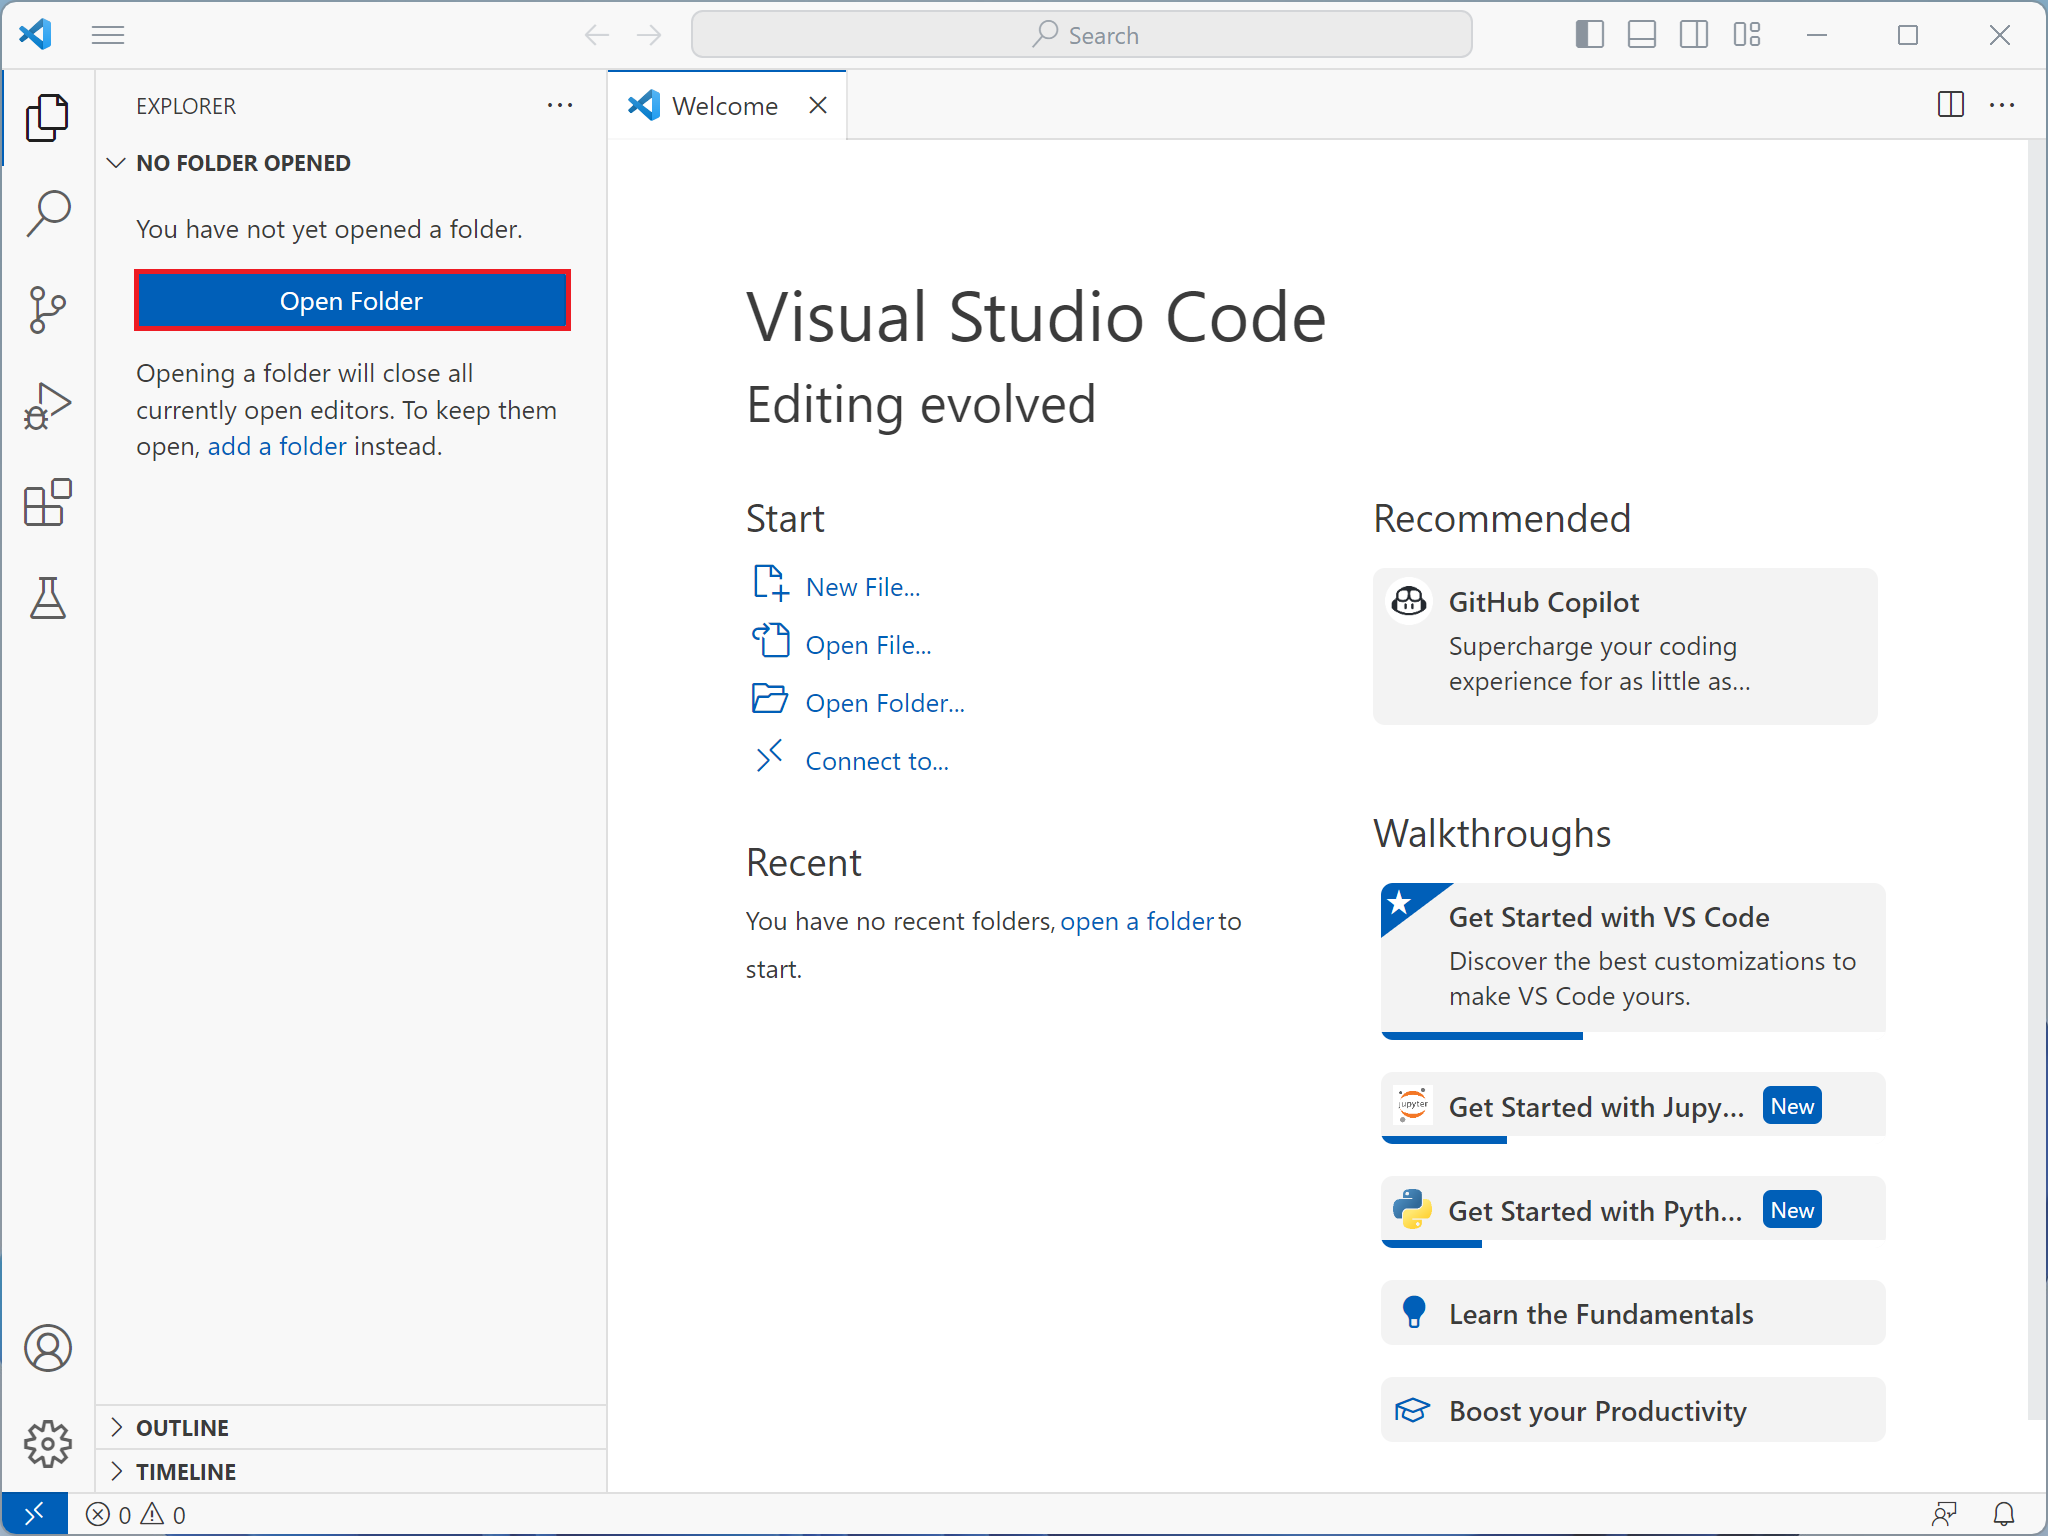 Search
EXPLORER
Welcome
NO FOLDER OPENED
You have not yet opened a folder.
Open Folder
Opening a folder will close all
currently open editors. To keep them
open, add a folder instead.
OUTLINE
TIMELINE
Visual Studio Code
Editing evolved
Start
New File...
Open File...
Open Folder...
Connect to...
Recent
You have no recent folders, open a folder to
start.
Recommended
GitHub Copilot
Supercharge your coding
experience for as little as...
Walkthroughs
Get Started with VS Code
Discover the best customizations to
make VS Code yours.
jupyter
Get Started with Jupy... New
Get Started with Pyth... New
Learn the Fundamentals
Boost your Productivity
0 0